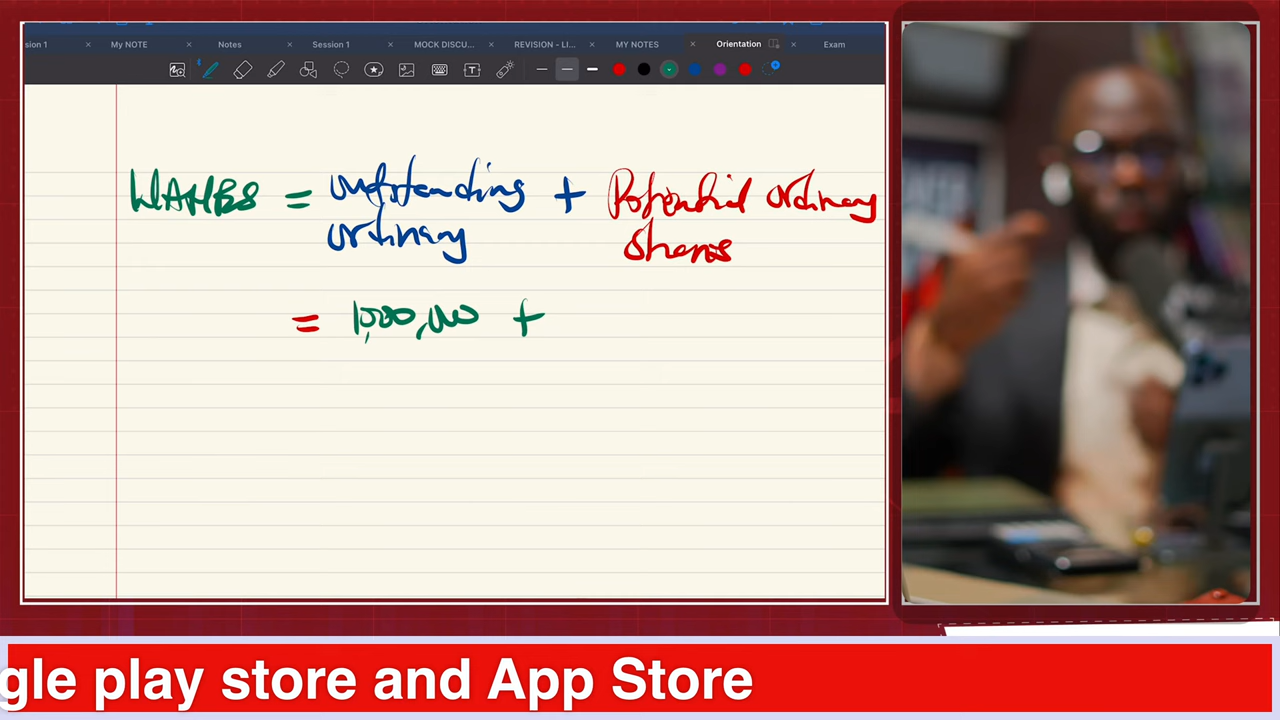 sion 1 My NOTE Notes Session 1 MOCK DISCU... REVISION - LI... MY NOTES Orientation Exam
= outstanding + Potential ordinary
ordinary shares
= 1,000,000 +
gle play store and App Store